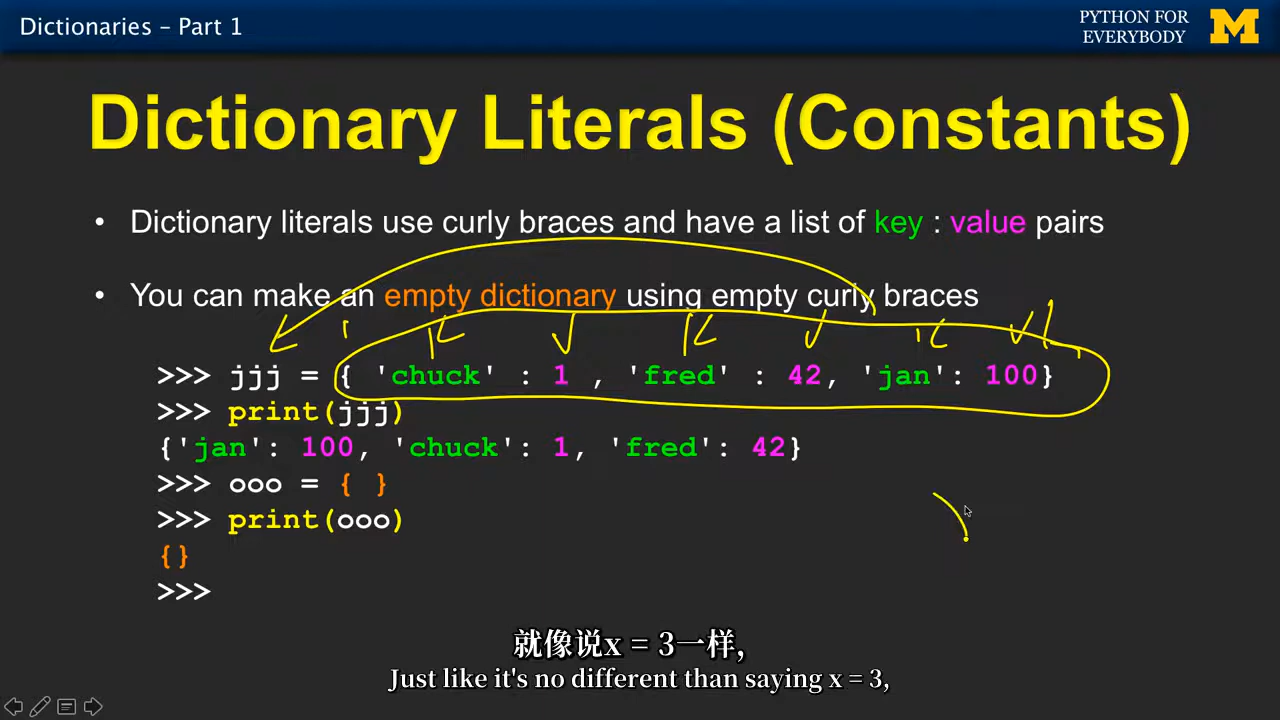 Dictionaries – Part 1
PYTHON FOR
EVERYBODY
M
Dictionary Literals (Constants)
• Dictionary literals use curly braces and have a list of key : value pairs
• You can make an empty dictionary using empty curly braces
K V K V K V
>>> jjj = { 'chuck' : 1 , 'fred' : 42, 'jan': 100}
>>> print(jjj)
{'jan': 100, 'chuck': 1, 'fred': 42}
>>> ooo = { }
>>> print(ooo)
{}
>>>
就像说x = 3一样,
Just like it's no different than saying x = 3,